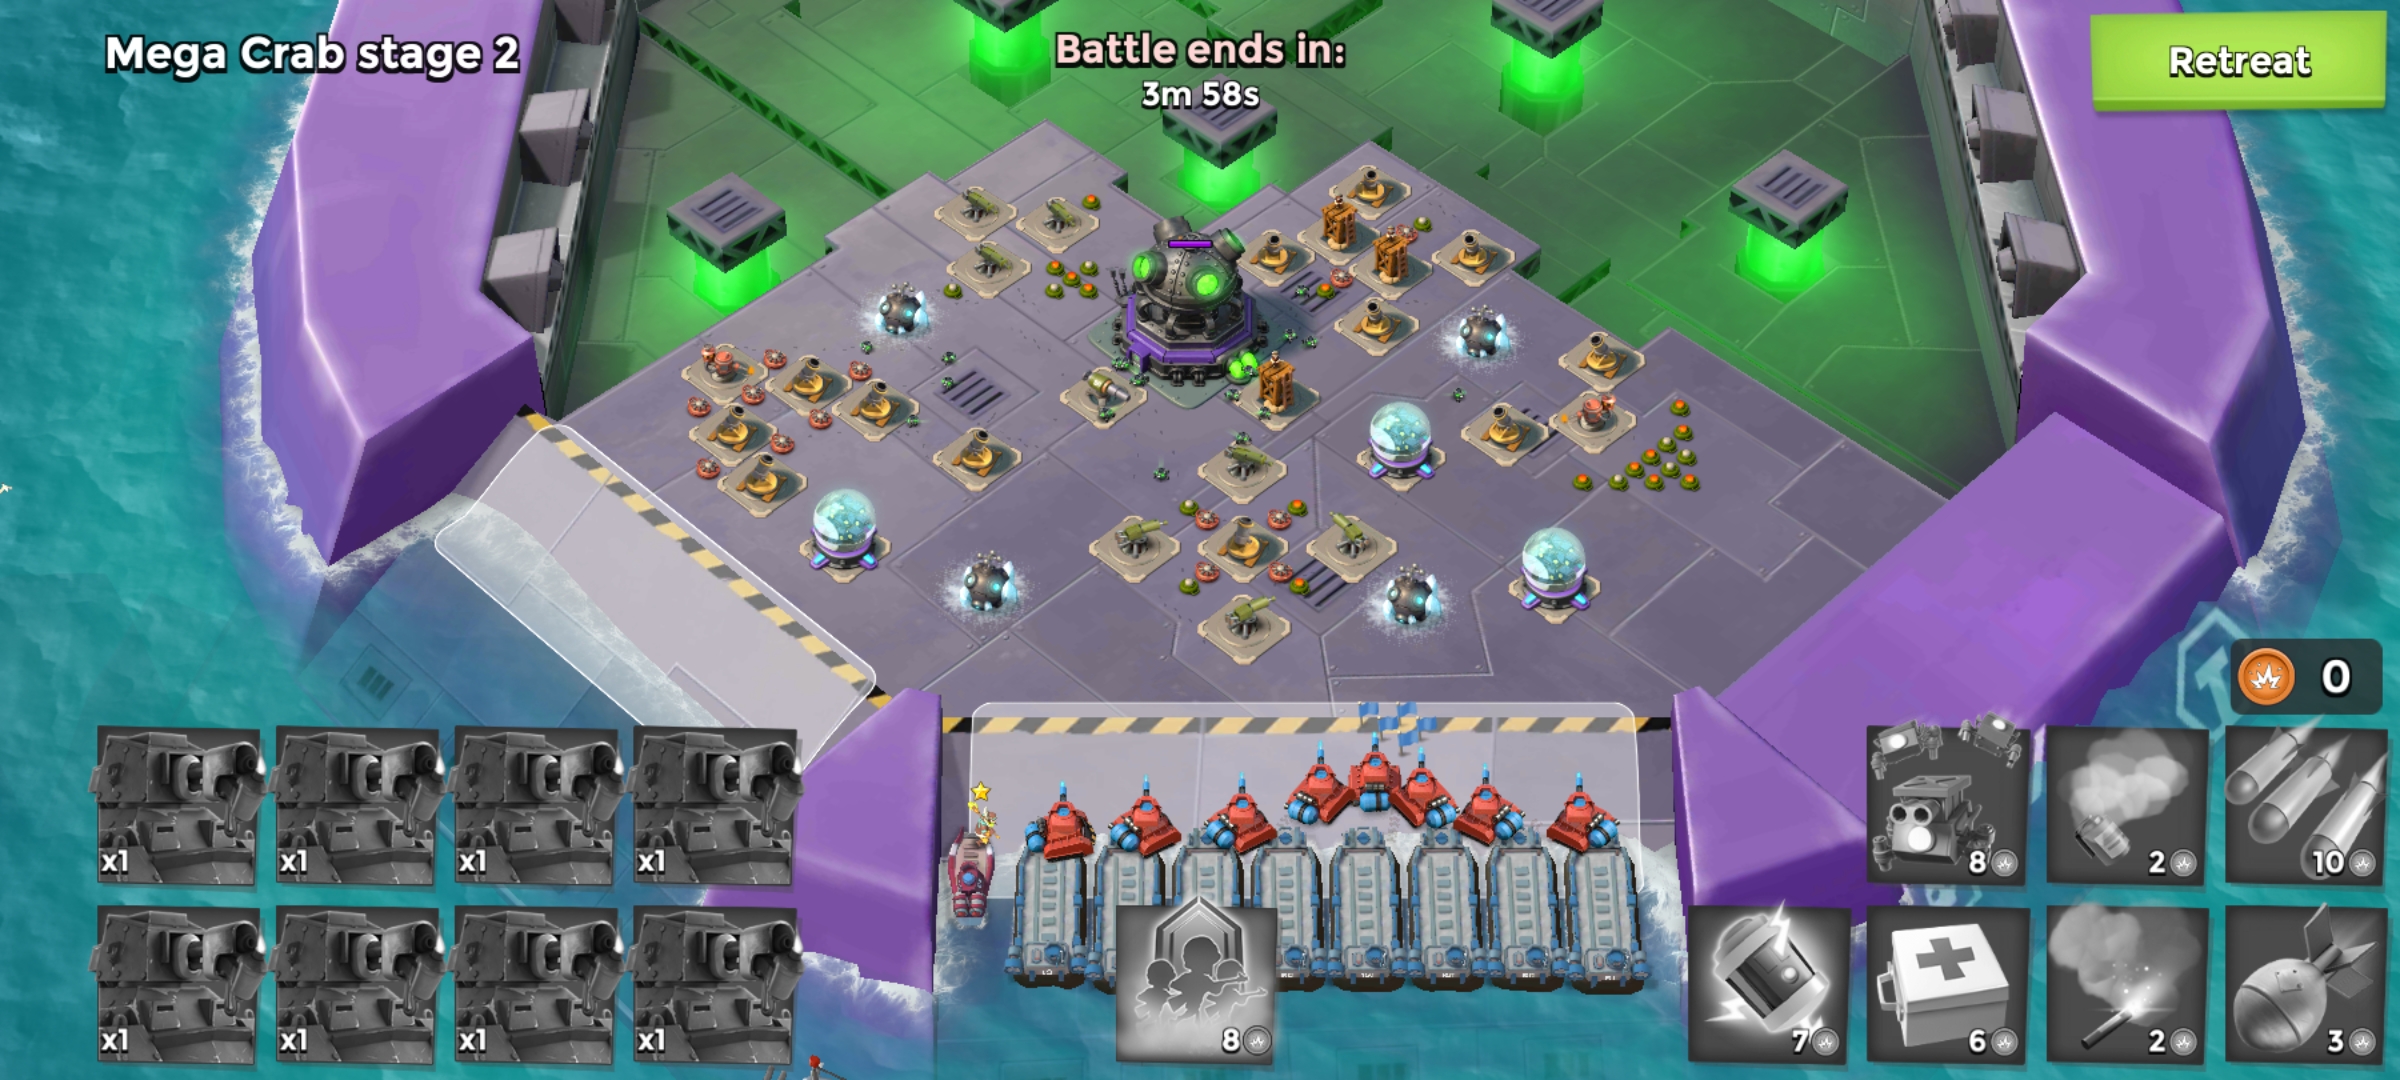 Mega Crab stage 2
Battle ends in:
3m 58s
Retreat
0
x1
x1
x1
x1
8
2
10
x1
x1
x1
x1
8
7
6
2
3